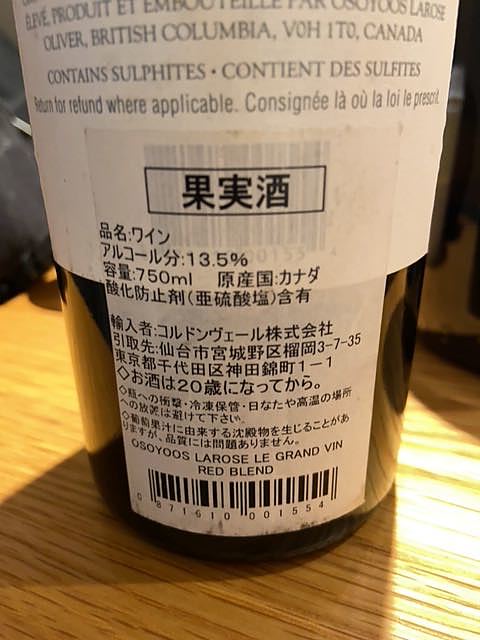 ÉLEVÉ, PRODUIT ET EMBOUTEILLÉ PAR OSOYOOS LAROSE
OLIVER, BRITISH COLUMBIA, V0H 1T0, CANADA
CONTAINS SULPHITES • CONTIENT DES SULFITES
Return for refund where applicable. Consignée là où la loi le prescrit.
果実酒
品名:ワイン
アルコール分:13.5%
容量:750ml 原産国:カナダ
酸化防止剤(亜硫酸塩)含有
輸入者:コルドンヴェール株式会社
引取先:仙台市宮城野区榴岡3-7-35
東京都千代田区神田錦町1-1
◇お酒は20歳になってから。
◇瓶への衝撃・冷凍保管・日なたや高温の場所
への放置は避けて下さい。
◇葡萄果汁に由来する沈殿物を生じることがあ
りますが、品質には問題ありません。
OSOYOOS LAROSE LE GRAND VIN
RED BLEND
0 871610 001554